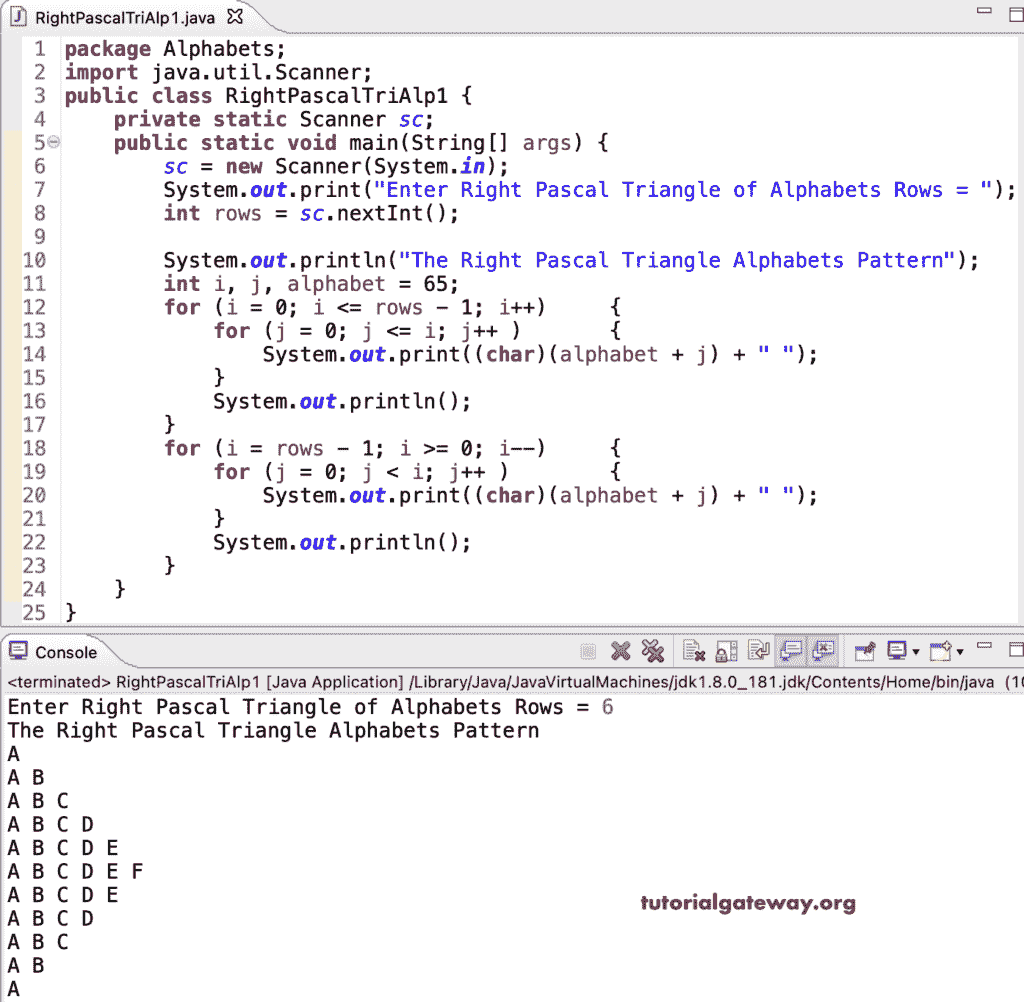 RightPascalTriAlp1.java
1 package Alphabets;
2 import java.util.Scanner;
3 public class RightPascalTriAlp1 {
4     private static Scanner sc;
5     public static void main(String[] args) {
6         sc = new Scanner(System.in);
7         System.out.print("Enter Right Pascal Triangle of Alphabets Rows = ");
8         int rows = sc.nextInt();
9
10         System.out.println("The Right Pascal Triangle Alphabets Pattern");
11         int i, j, alphabet = 65;
12         for (i = 0; i <= rows - 1; i++)     {
13             for (j = 0; j <= i; j++ )       {
14                 System.out.print((char)(alphabet + j) + " ");
15             }
16             System.out.println();
17         }
18         for (i = rows - 1; i >= 0; i--)     {
19             for (j = 0; j < i; j++ )        {
20                 System.out.print((char)(alphabet + j) + " ");
21             }
22             System.out.println();
23         }
24     }
25 }
Console
<terminated> RightPascalTriAlp1 [Java Application] /Library/Java/JavaVirtualMachines/jdk1.8.0_181.jdk/Contents/Home/bin/java (10
Enter Right Pascal Triangle of Alphabets Rows = 6
The Right Pascal Triangle Alphabets Pattern
A
A B
A B C
A B C D
A B C D E
A B C D E F
A B C D E
A B C D
A B C
A B
A
tutorialgateway.org